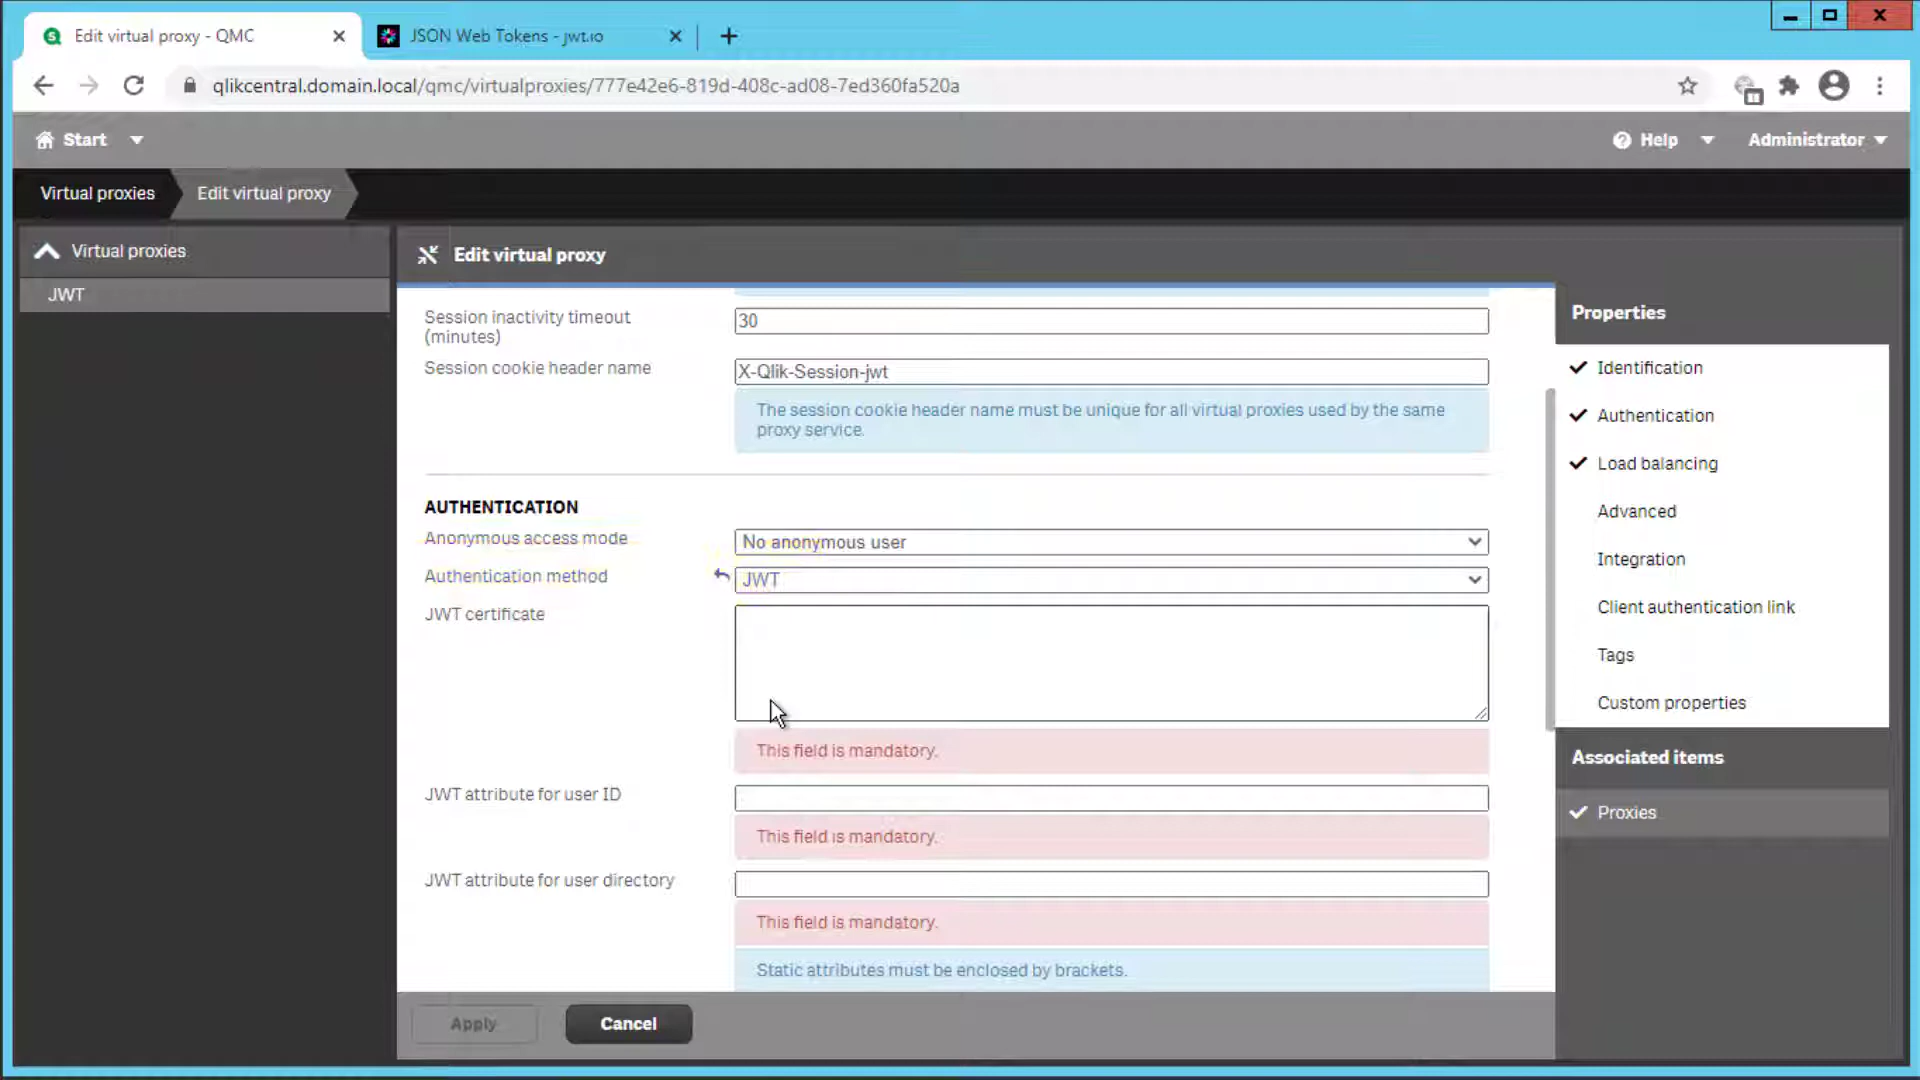 Edit virtual proxy - QMC
JSON Web Tokens - jwt.io
qlikcentral.domain.local/qmc/virtualproxies/777e42e6-819d-408c-ad08-7ed360fa520a
Start
Help
Administrator
Virtual proxies
Edit virtual proxy
Virtual proxies
JWT
Edit virtual proxy
Session inactivity timeout
(minutes)
30
Session cookie header name
X-Qlik-Session-jwt
The session cookie header name must be unique for all virtual proxies used by the same
proxy service.
AUTHENTICATION
Anonymous access mode
No anonymous user
Authentication method
JWT
JWT certificate
This field is mandatory.
JWT attribute for user ID
This field is mandatory.
JWT attribute for user directory
This field is mandatory.
Static attributes must be enclosed by brackets.
Apply
Cancel
Properties
Identification
Authentication
Load balancing
Advanced
Integration
Client authentication link
Tags
Custom properties
Associated items
Proxies